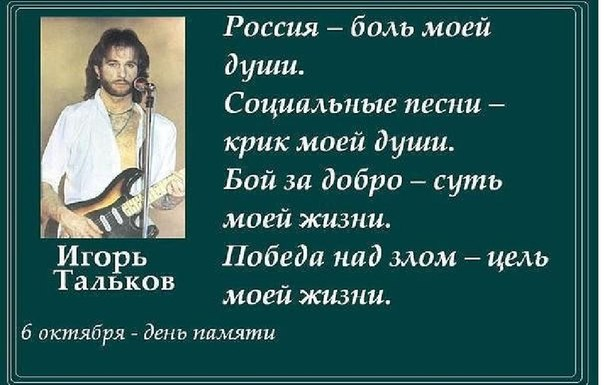 Россия – боль моей
души.
Социальные песни –
крик моей души.
Бой за добро – суть
моей жизни.
Победа над злом – цель
моей жизни.
Игорь
Тальков
6 октября - день памяти